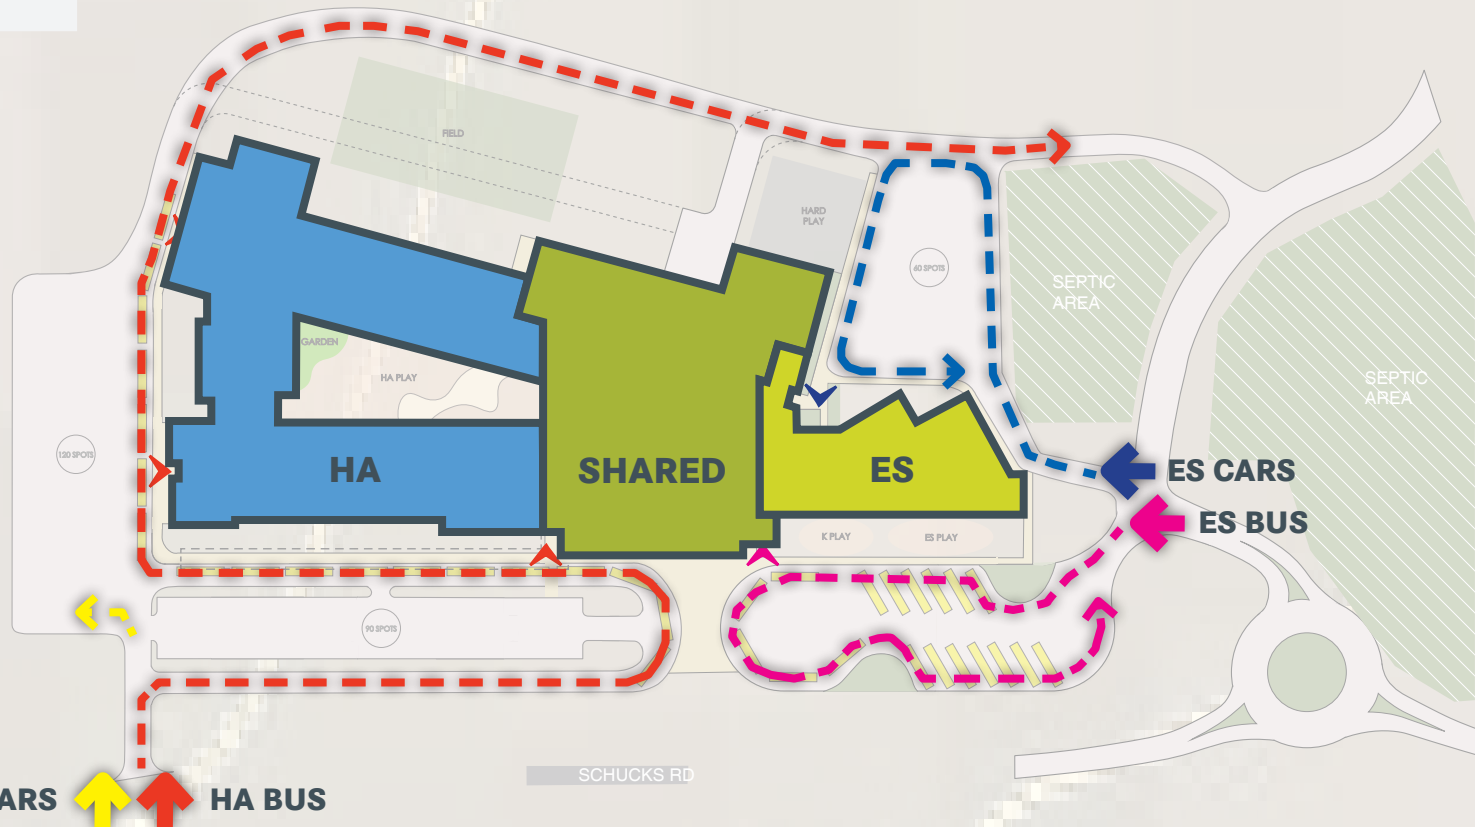 FIELD
HARD
PLAY
60 SPOTS
SEPTIC
AREA
GARDEN
HA PLAY
SEPTIC
AREA
120 SPOTS
HA
SHARED
ES
ES CARS
ES BUS
K PLAY
ES PLAY
90 SPOTS
SCHUCKS RD
ARS
HA BUS